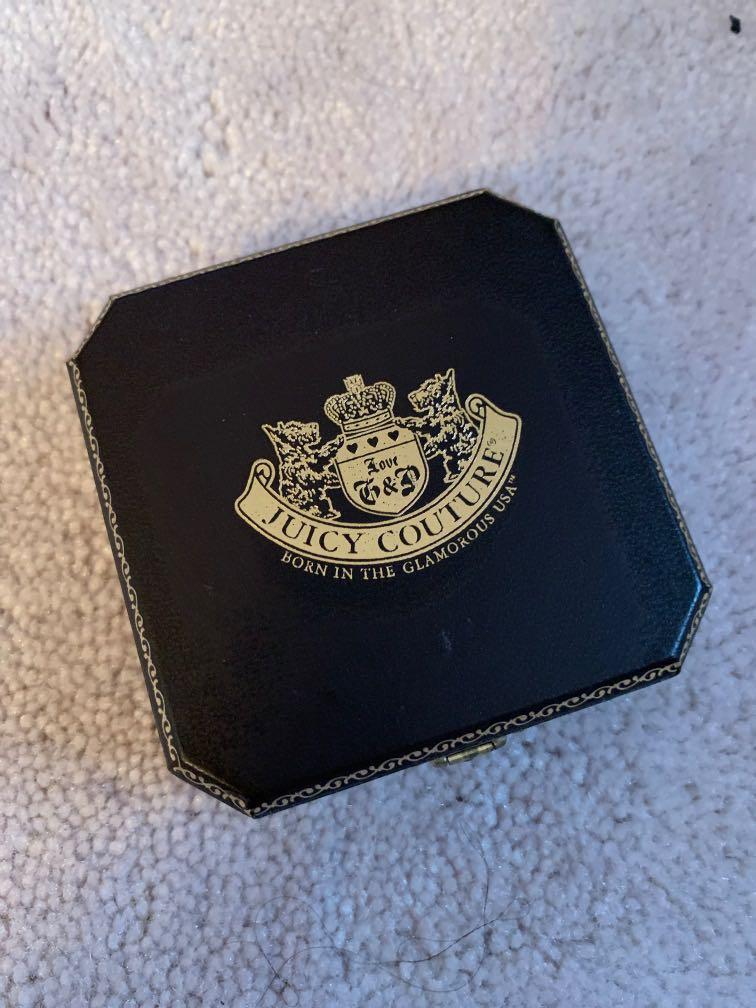 Love
G&P
JUICY COUTURE®
BORN IN THE GLAMOROUS USA™